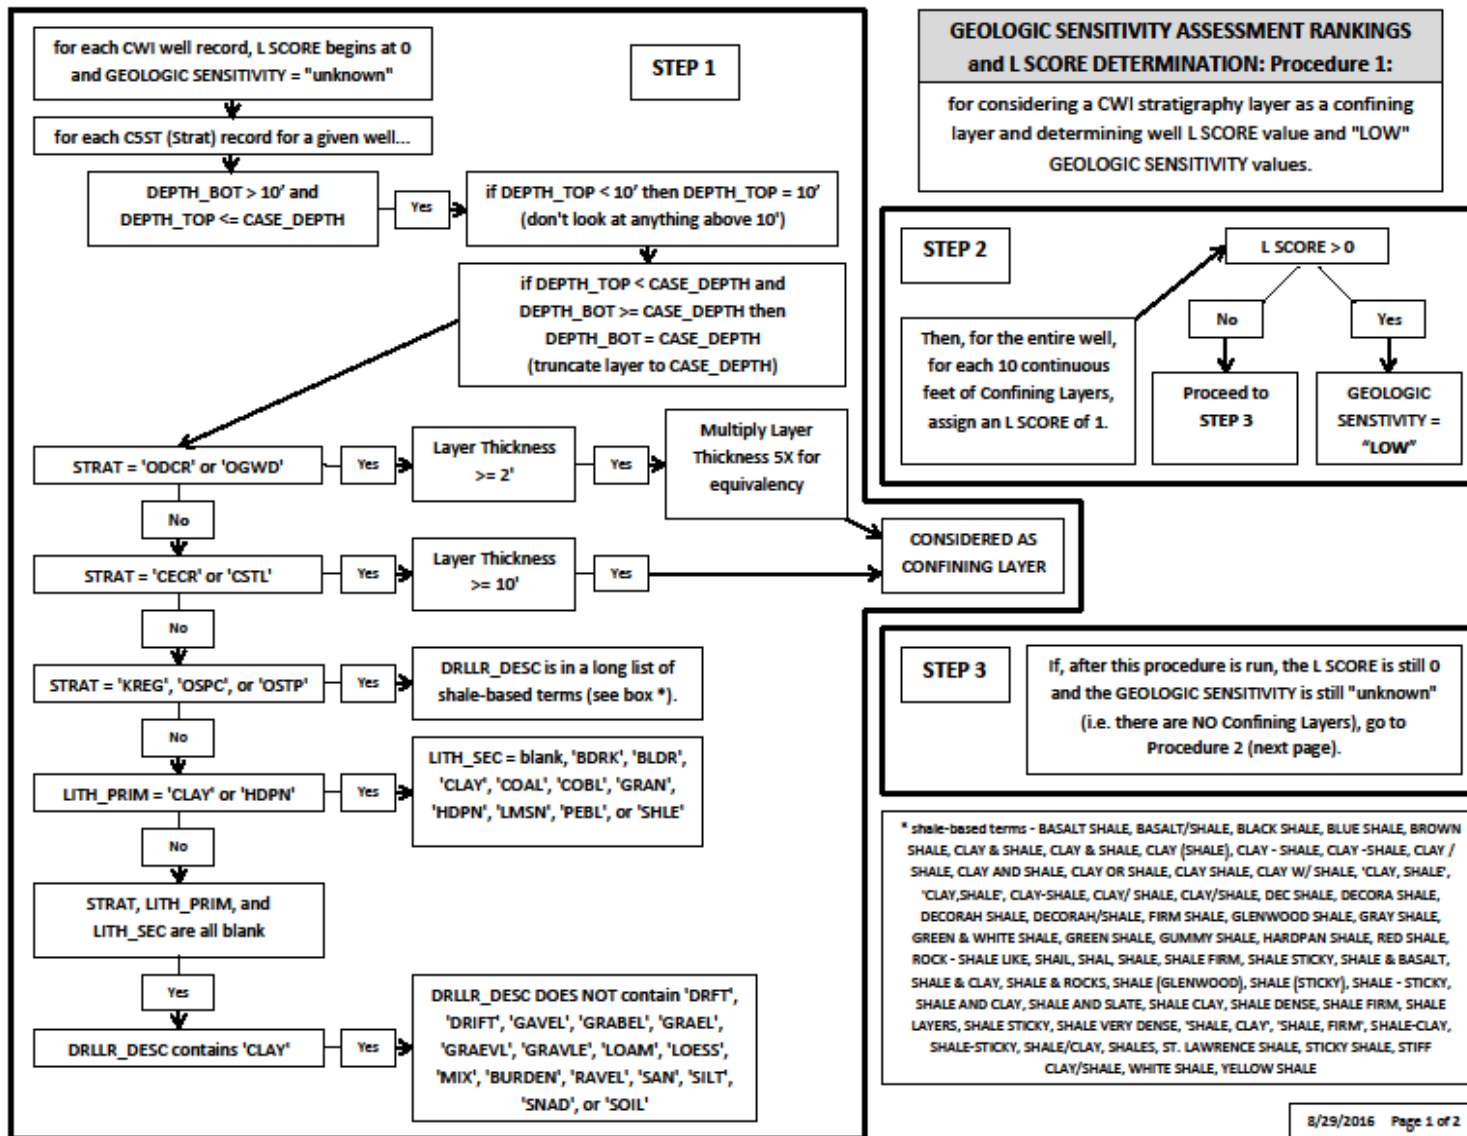 for each CWI well record, L SCORE begins at 0
and GEOLOGIC SENSITIVITY = "unknown"
STEP 1
for each C5ST (Strat) record for a given well...
DEPTH_BOT > 10' and
DEPTH_TOP <= CASE_DEPTH
Yes
if DEPTH_TOP < 10' then DEPTH_TOP = 10'
(don't look at anything above 10')
if DEPTH_TOP < CASE_DEPTH and
DEPTH_BOT >= CASE_DEPTH then
DEPTH_BOT = CASE_DEPTH
(truncate layer to CASE_DEPTH)
STRAT = 'ODCR' or 'OGWD'
Yes
Layer Thickness
>= 2'
Yes
Multiply Layer
Thickness 5X for
equivalency
No
STRAT = 'CECR' or 'CSTL'
Yes
Layer Thickness
>= 10'
Yes
CONSIDERED AS
CONFINING LAYER
No
STRAT = 'KREG', 'OSPC', or 'OSTP'
Yes
DRLLR_DESC is in a long list of
shale-based terms (see box *).
No
LITH_PRIM = 'CLAY' or 'HDPN'
Yes
LITH_SEC = blank, 'BDRK', 'BLDR',
'CLAY', 'COAL', 'COBL', 'GRAN',
'HDPN', 'LMSN', 'PEBL', or 'SHLE'
No
STRAT, LITH_PRIM, and
LITH_SEC are all blank
Yes
DRLLR_DESC contains 'CLAY'
Yes
DRLLR_DESC DOES NOT contain 'DRFT',
'DRIFT', 'GAVEL', 'GRABEL', 'GRAEL',
'GRAEVL', 'GRAVLE', 'LOAM', 'LOESS',
'MIX', 'BURDEN', 'RAVEL', 'SAN', 'SILT',
'SNAD', or 'SOIL'
GEOLOGIC SENSITIVITY ASSESSMENT RANKINGS
and L SCORE DETERMINATION: Procedure 1:
for considering a CWI stratigraphy layer as a confining
layer and determining well L SCORE value and "LOW"
GEOLOGIC SENSITIVITY values.
STEP 2
L SCORE > 0
No
Yes
Then, for the entire well,
for each 10 continuous
feet of Confining Layers,
assign an L SCORE of 1.
Proceed to
STEP 3
GEOLOGIC
SENSTIVITY =
"LOW"
STEP 3
If, after this procedure is run, the L SCORE is still 0
and the GEOLOGIC SENSITIVITY is still "unknown"
(i.e. there are NO Confining Layers), go to
Procedure 2 (next page).
* shale-based terms - BASALT SHALE, BASALT/SHALE, BLACK SHALE, BLUE SHALE, BROWN
SHALE, CLAY & SHALE, CLAY & SHALE, CLAY (SHALE), CLAY - SHALE, CLAY -SHALE, CLAY /
SHALE, CLAY AND SHALE, CLAY OR SHALE, CLAY SHALE, CLAY W/ SHALE, 'CLAY, SHALE',
'CLAY,SHALE', CLAY-SHALE, CLAY/ SHALE, CLAY/SHALE, DEC SHALE, DECORA SHALE,
DECORAH SHALE, DECORAH/SHALE, FIRM SHALE, GLENWOOD SHALE, GRAY SHALE,
GREEN & WHITE SHALE, GREEN SHALE, GUMMY SHALE, HARDPAN SHALE, RED SHALE,
ROCK - SHALE LIKE, SHAIL, SHAL, SHALE, SHALE FIRM, SHALE STICKY, SHALE & BASALT,
SHALE & CLAY, SHALE & ROCKS, SHALE (GLENWOOD), SHALE (STICKY), SHALE - STICKY,
SHALE AND CLAY, SHALE AND SLATE, SHALE CLAY, SHALE DENSE, SHALE FIRM, SHALE
LAYERS, SHALE STICKY, SHALE VERY DENSE, 'SHALE, CLAY', 'SHALE, FIRM', SHALE-CLAY,
SHALE-STICKY, SHALE/CLAY, SHALES, ST. LAWRENCE SHALE, STICKY SHALE, STIFF
CLAY/SHALE, WHITE SHALE, YELLOW SHALE
8/29/2016 Page 1 of 2